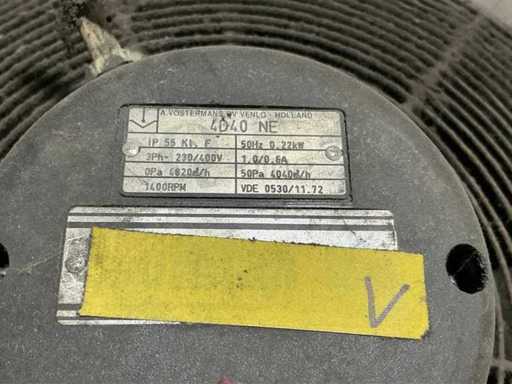 A.VOSTERMANS BV VENLO - HOLLAND
4D40 NE
IP 55 Kl. F 50Hz 0.22kW
3Ph~ 230/400V 1.0/0.6A
0Pa 4820m³/h 50Pa 4040m³/h
1400RPM VDE 0530/11.72
V